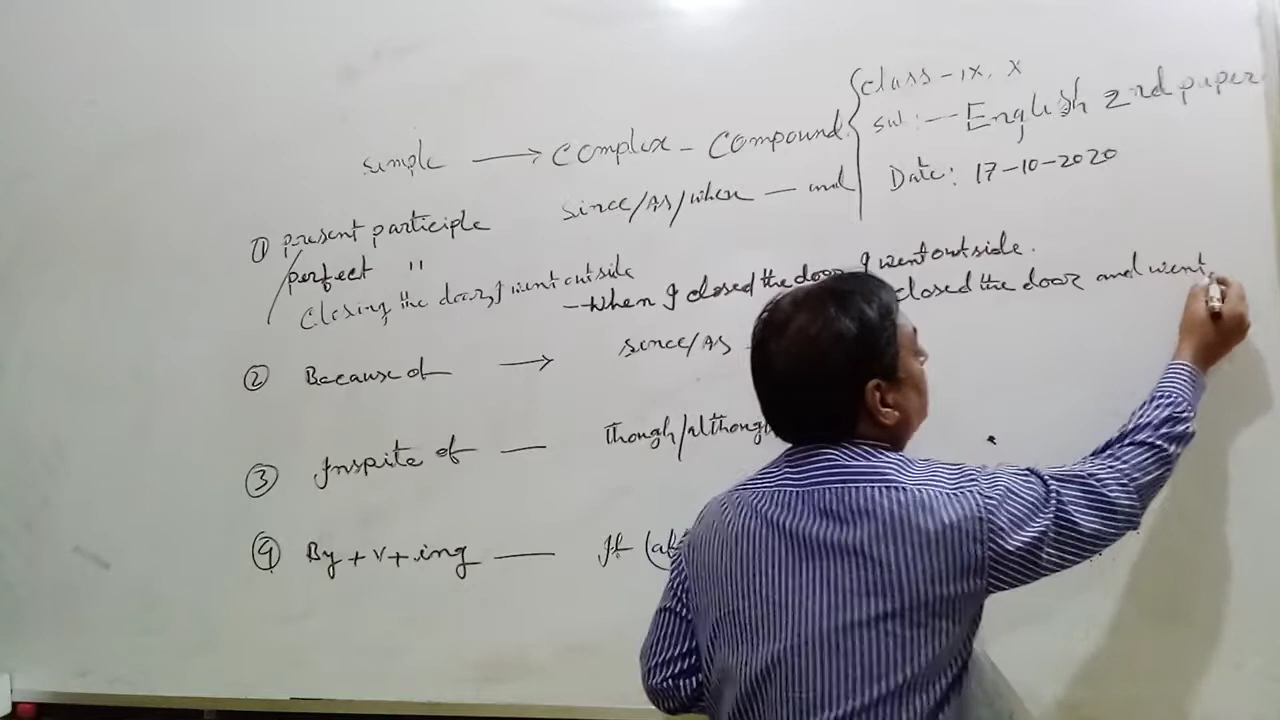 Class - IX, X
Sub :- English 2nd paper
Date: 17-10-2020
Simple → Complex - Compound
Since/As/when - and
① present participle
perfect "
Closing the door, I went outside
- When I closed the door I went outside.
closed the door and went
② Because of → Since/As
③ Inspite of — Though/although
④ By + V + ing — If